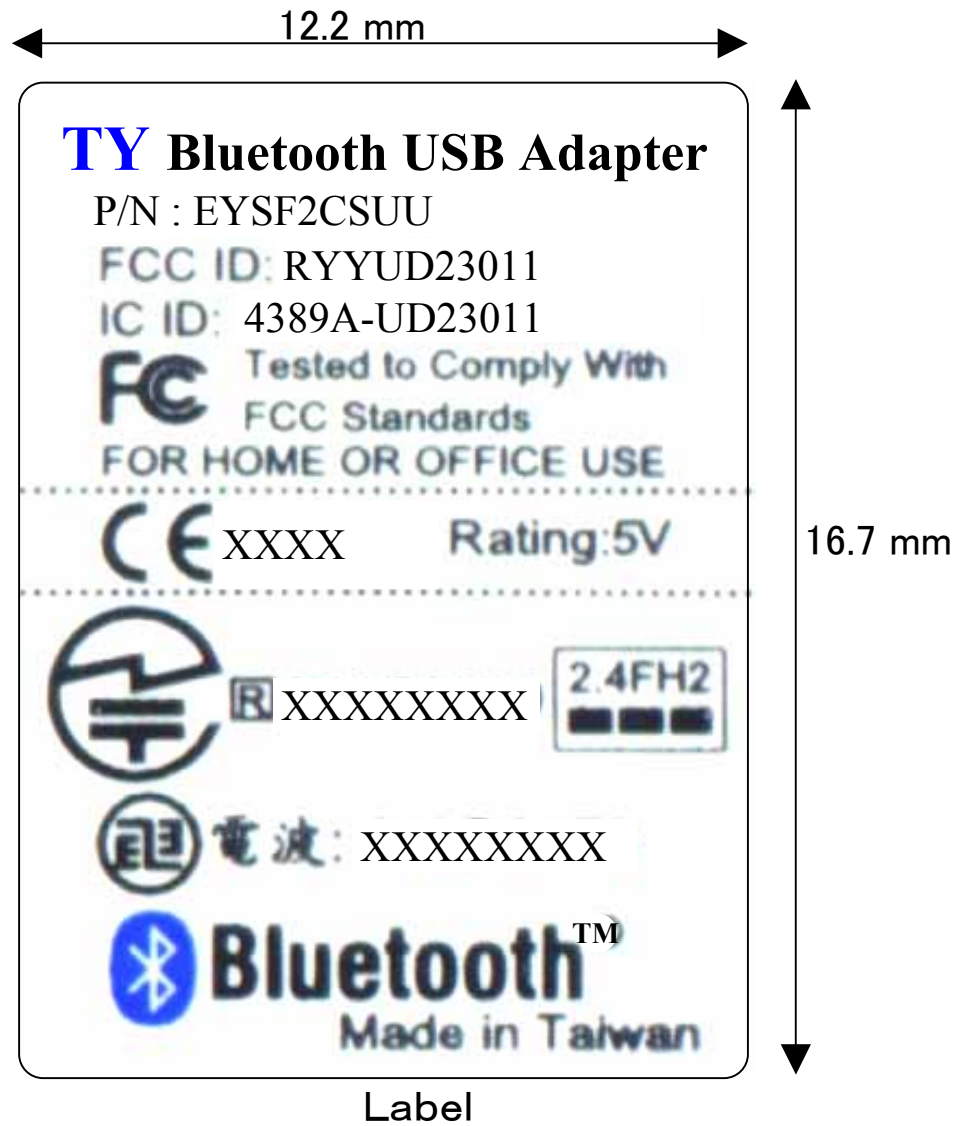 12.2 mm
TY Bluetooth USB Adapter
P/N : EYSF2CSUU
FCC ID: RYYUD23011
IC ID: 4389A-UD23011
FC Tested to Comply With
FCC Standards
FOR HOME OR OFFICE USE
CE XXXX Rating:5V
16.7 mm
R XXXXXXXX 2.4FH2
電波: XXXXXXXX
Bluetooth™
Made in Taiwan
Label